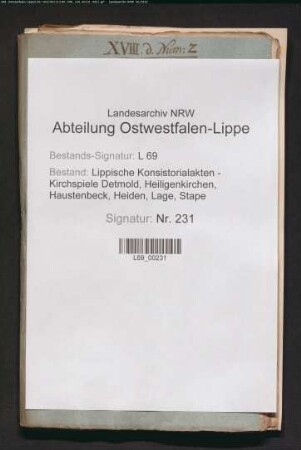 XVIII. d. Num: 2
Landesarchiv NRW
Abteilung Ostwestfalen-Lippe
Bestands-Signatur: L 69
Bestand: Lippische Konsistorialakten -
Kirchspiele Detmold, Heiligenkirchen,
Haustenbeck, Heiden, Lage, Stape
Signatur: Nr. 231
L69_00231